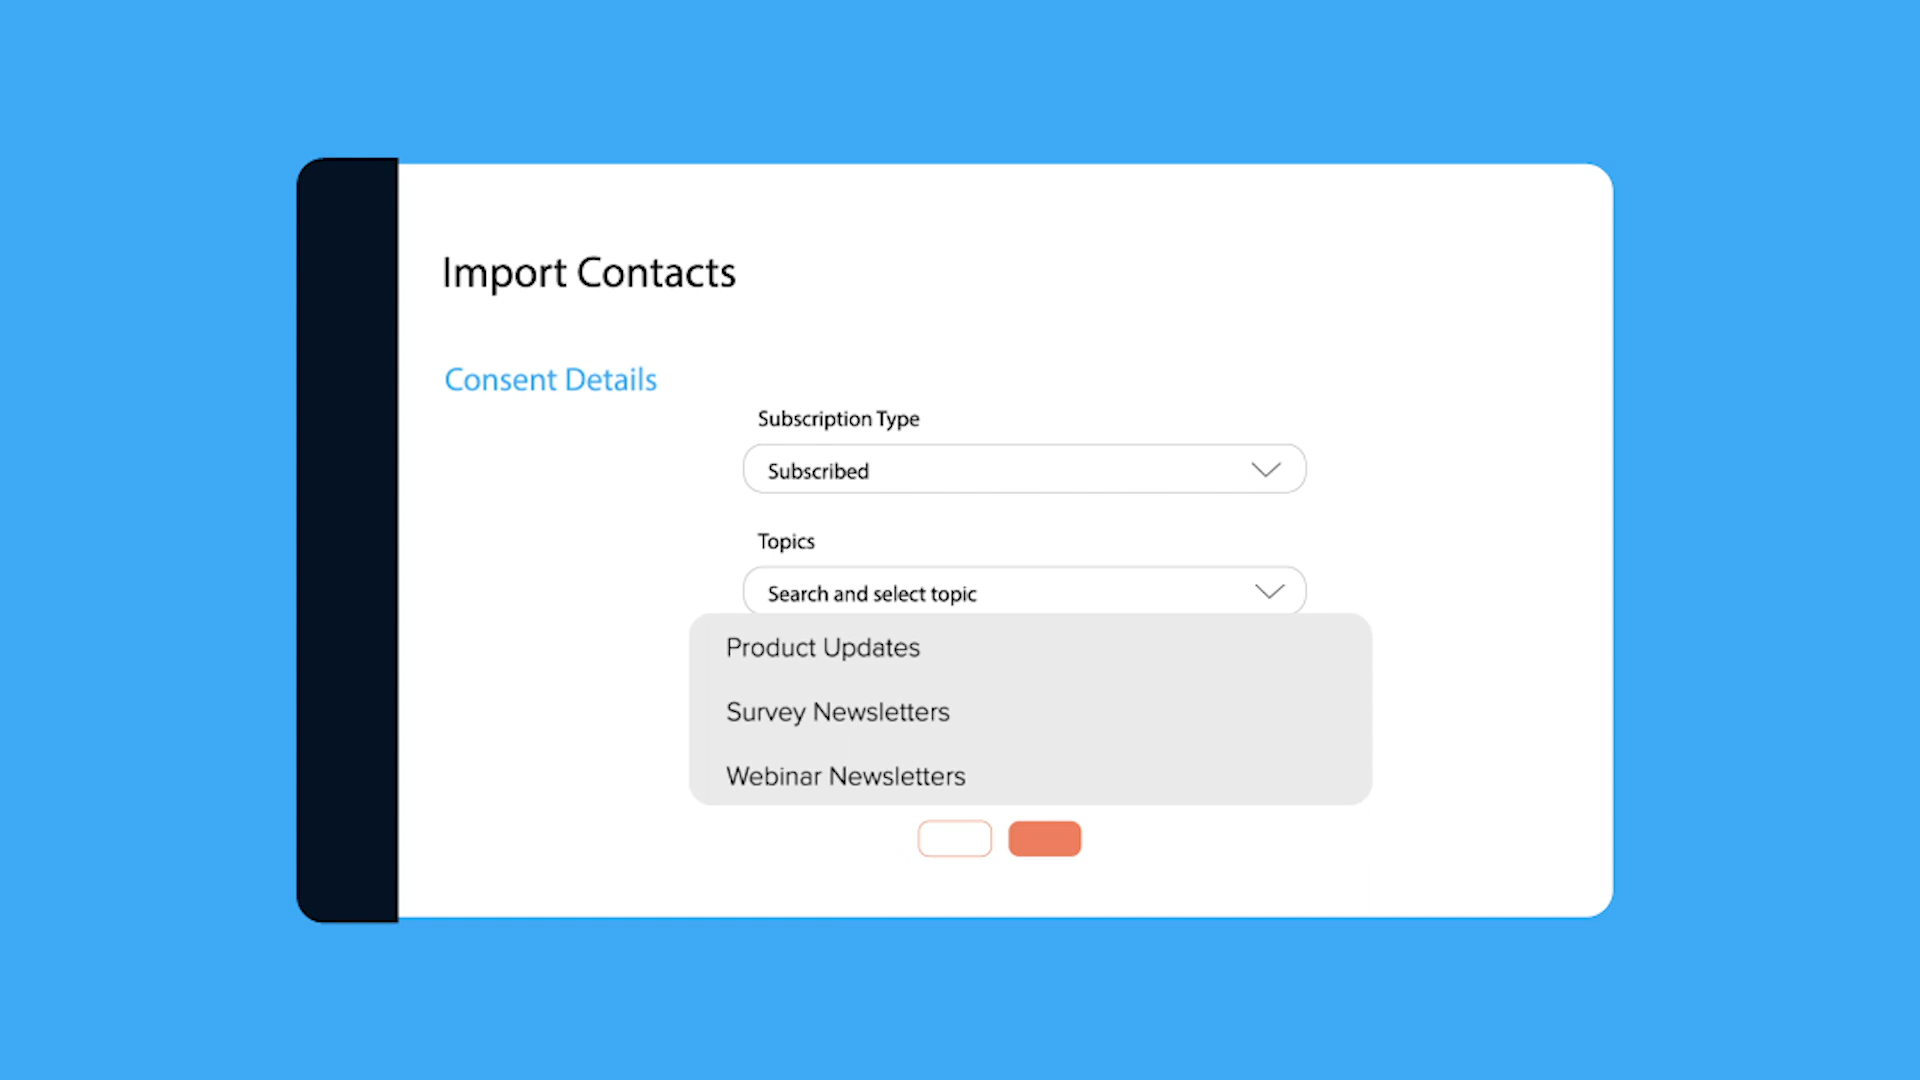 Import Contacts
Consent Details
Subscription Type
Subscribed
Topics
Search and select topic
Product Updates
Survey Newsletters
Webinar Newsletters